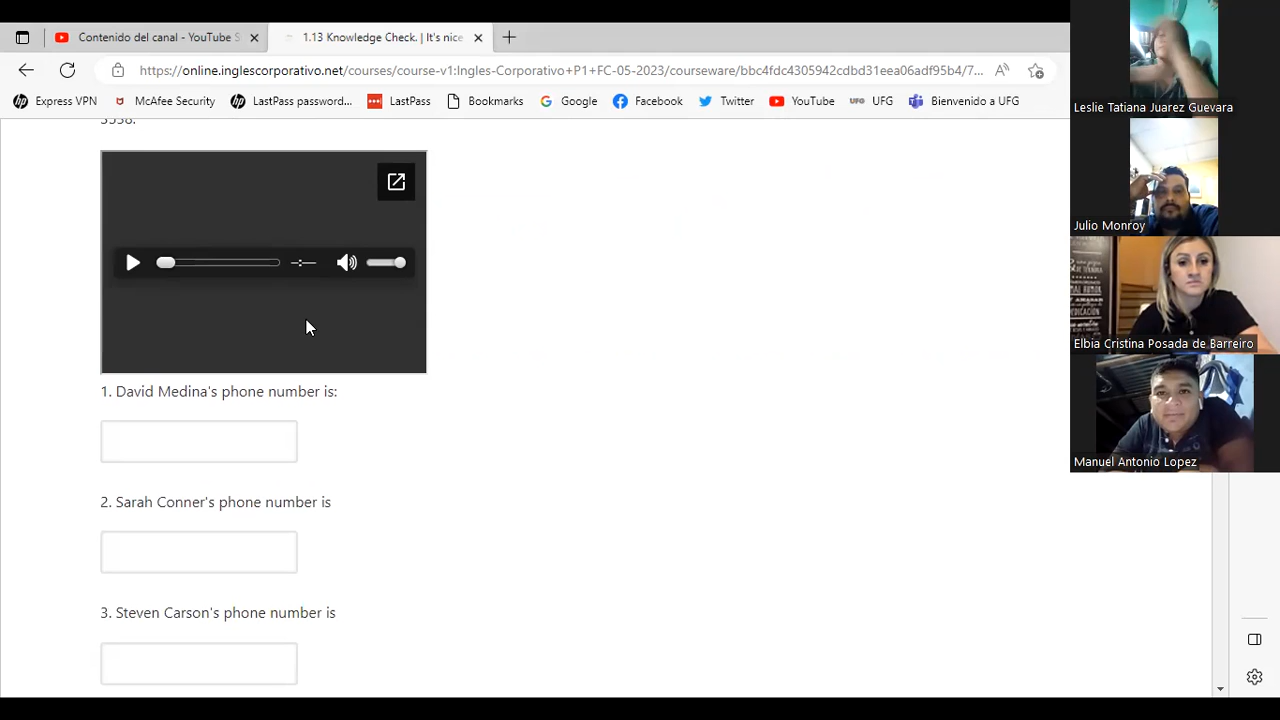 Contenido del canal - YouTube S
1.13 Knowledge Check. | It's nice
https://online.inglescorporativo.net/courses/course-v1:Ingles-Corporativo+P1+FC-05-2023/courseware/bbc4fdc4305942cdbd31eea06adf95b4/7...
Express VPN
McAfee Security
LastPass password...
LastPass
Bookmarks
Google
Facebook
Twitter
YouTube
UFG
Bienvenido a UFG
3538.
1. David Medina's phone number is:
2. Sarah Conner's phone number is
3. Steven Carson's phone number is
Leslie Tatiana Juarez Guevara
Julio Monroy
Elbia Cristina Posada de Barreiro
Manuel Antonio Lopez